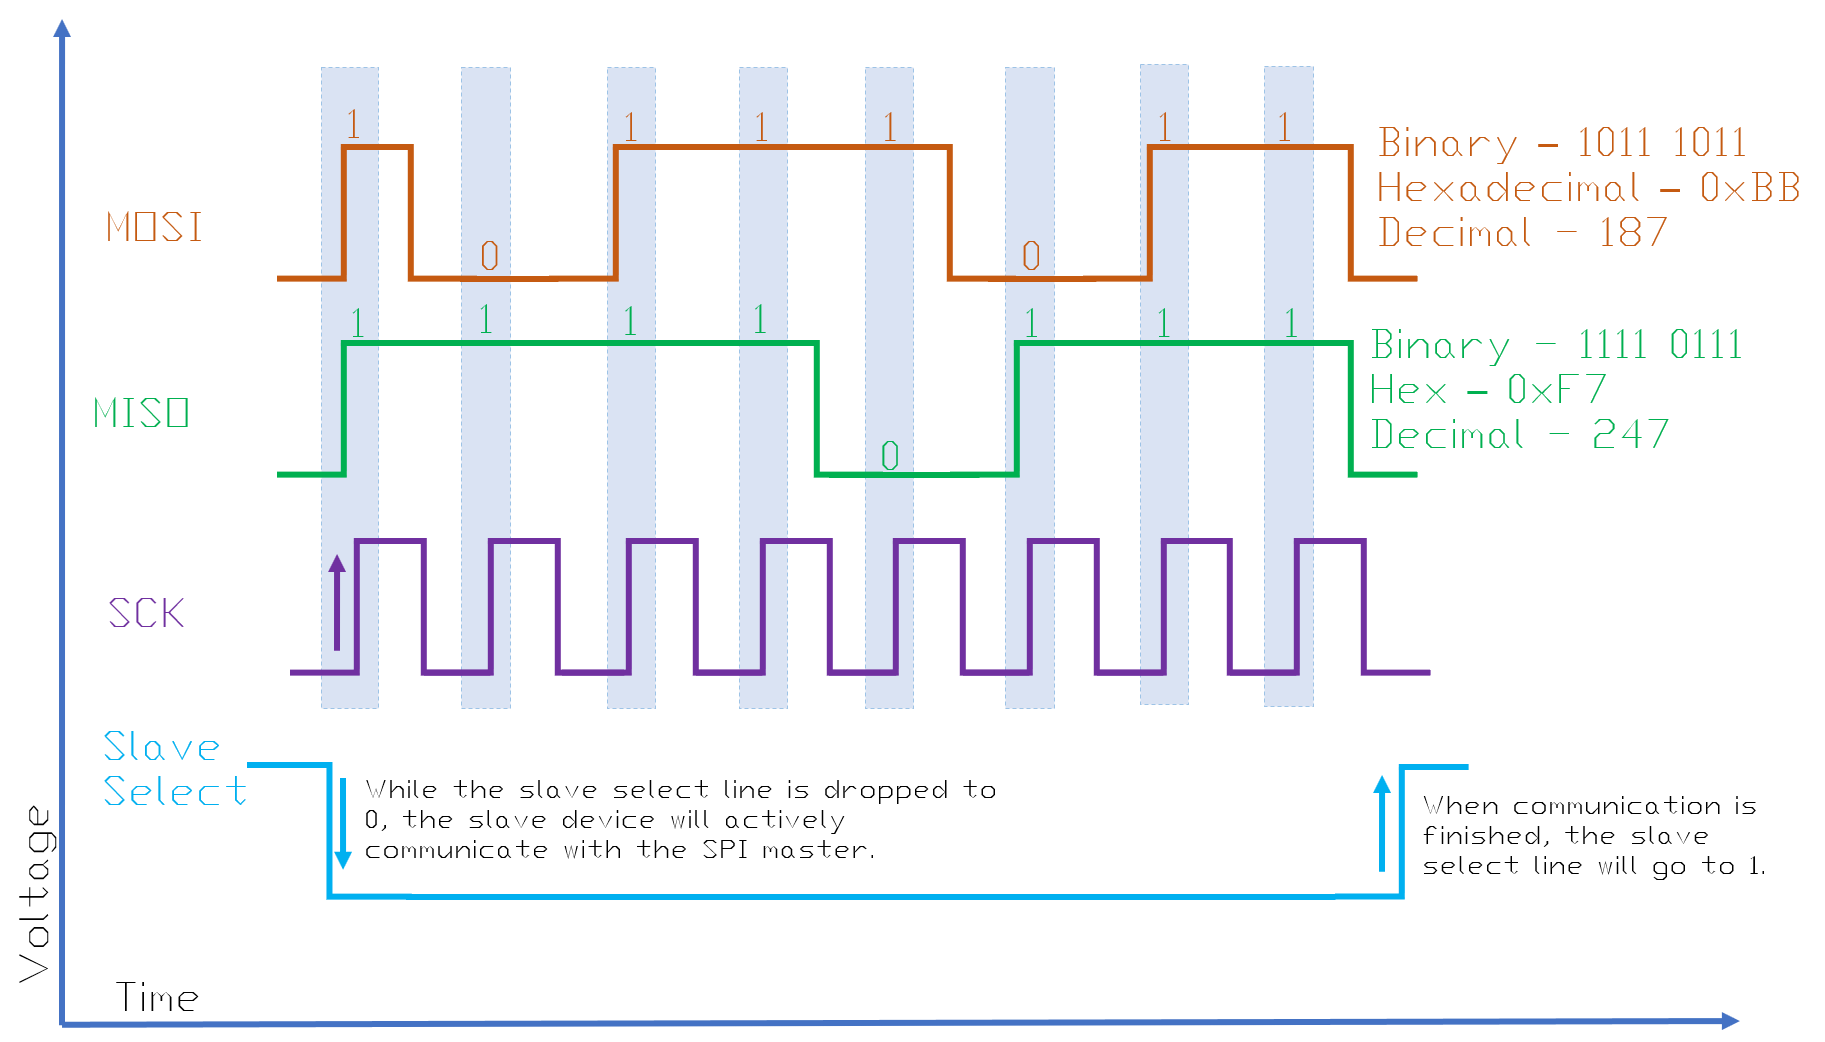 1 0 1 1 1 0 1 1
MOSI
Binary - 1011 1011
Hexadecimal - 0xBB
Decimal - 187
1 1 1 1 0 1 1 1
MISO
Binary - 1111 0111
Hex - 0xF7
Decimal - 247
SCK
Slave
Select
While the slave select line is dropped to
0, the slave device will actively
communicate with the SPI master.
When communication is
finished, the slave
select line will go to 1.
Voltage
Time